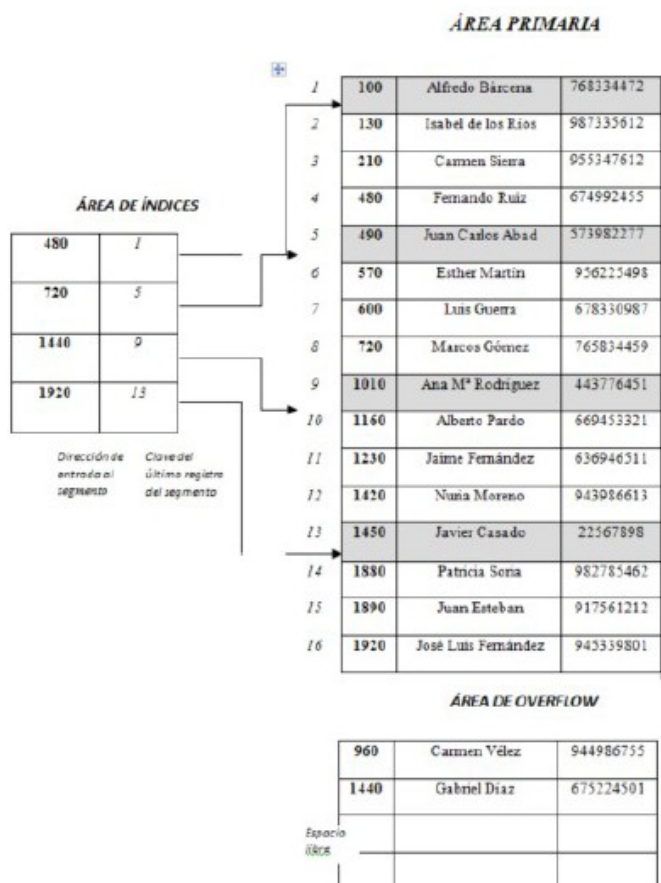 ÁREA PRIMARIA
1 100 Alfredo Bárcena 768334472
2 130 Isabel de los Ríos 987335612
3 210 Carmen Sierra 955347612
4 480 Fernando Ruiz 674992455
5 490 Juan Carlos Abad 573982277
6 570 Esther Martín 956225498
7 600 Luis Guerra 678330987
8 720 Marcos Gómez 765834459
9 1010 Ana Mª Rodríguez 443776451
10 1160 Alberto Pardo 669453321
11 1230 Jaime Fernández 636946511
12 1420 Nuria Moreno 943986613
13 1450 Javier Casado 22567898
14 1880 Patricia Soria 982785462
15 1890 Juan Esteban 917561212
16 1920 José Luis Fernández 945339801
ÁREA DE ÍNDICES
480 1
720 5
1440 9
1920 13
Dirección de entrada al segmento
Clave del último registro del segmento
ÁREA DE OVERFLOW
960 Carmen Vélez 944986755
1440 Gabriel Díaz 675224501
Espacio
libre